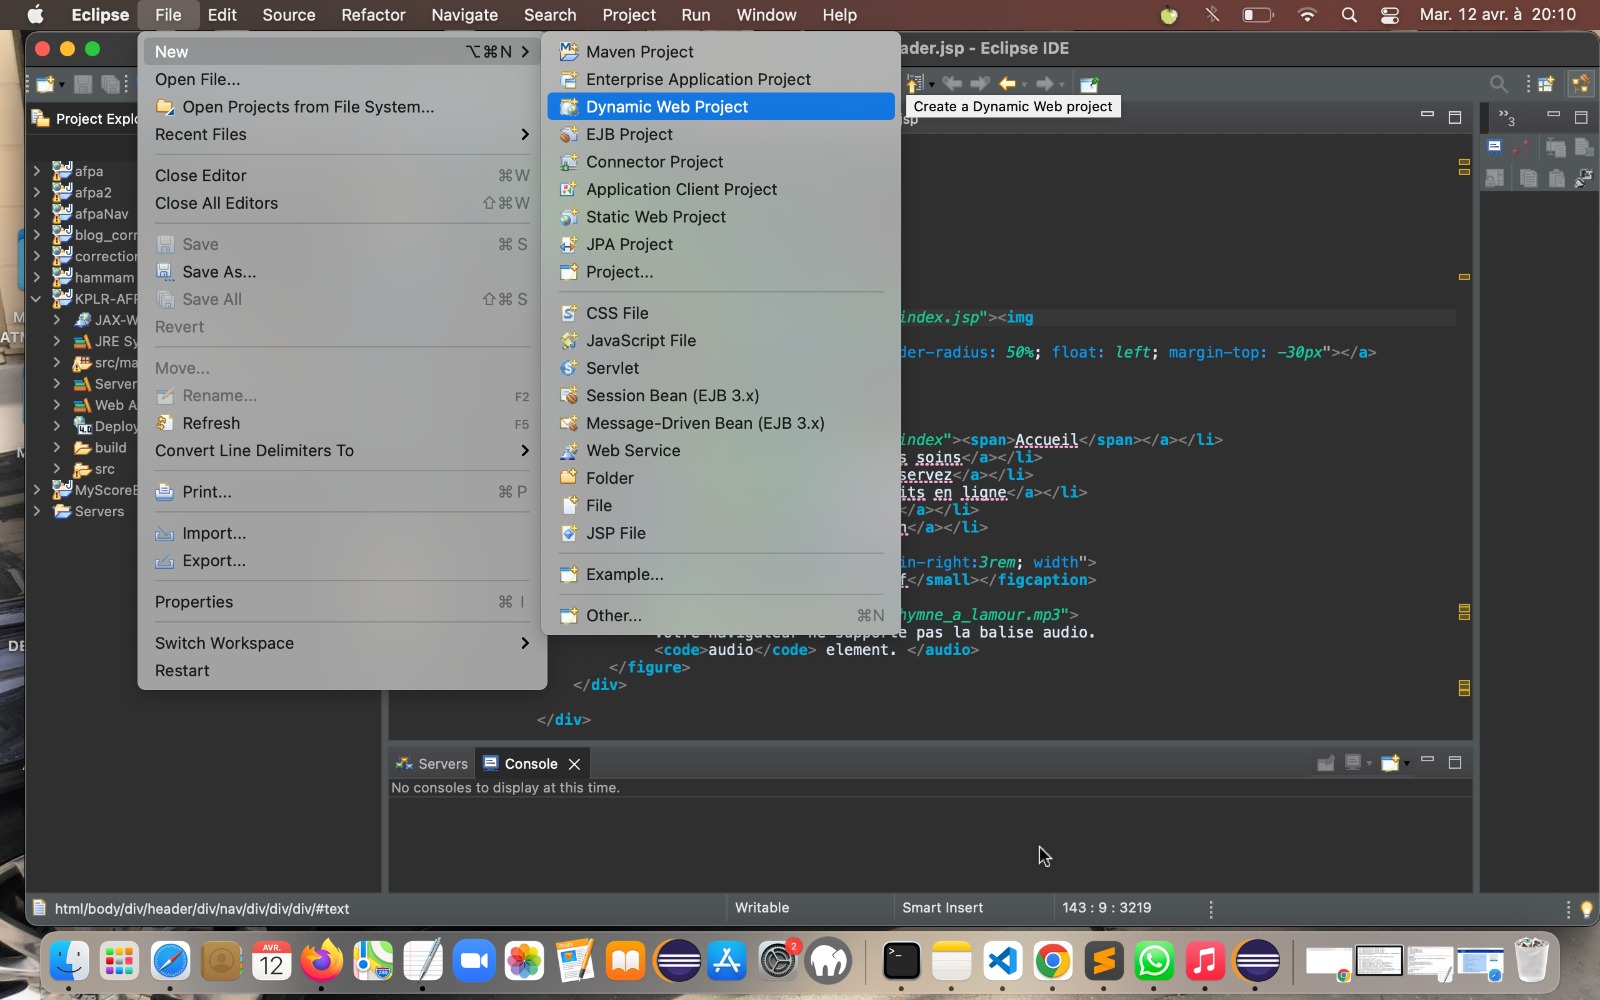 Eclipse File Edit Source Refactor Navigate Search Project Run Window Help Mar. 12 avr. à 20:10
ader.jsp - Eclipse IDE
New ⌥⌘N
Open File...
Open Projects from File System...
Recent Files
Close Editor ⌘W
Close All Editors ⇧⌘W
Save ⌘S
Save As...
Save All ⇧⌘S
Revert
Move...
Rename... F2
Refresh F5
Convert Line Delimiters To
Print... ⌘P
Import...
Export...
Properties ⌘I
Switch Workspace
Restart
Maven Project
Enterprise Application Project
Dynamic Web Project
EJB Project
Connector Project
Application Client Project
Static Web Project
JPA Project
Project...
CSS File
JavaScript File
Servlet
Session Bean (EJB 3.x)
Message-Driven Bean (EJB 3.x)
Web Service
Folder
File
JSP File
Example...
Other... ⌘N
Create a Dynamic Web project
sp
»3
Project Explo
afpa
afpa2
afpaNav
blog_corr
correction
hammam
KPLR-AFP
JAX-W
JRE Sy
src/ma
Server
Web A
Deploy
build
src
MyScoreB
Servers
index.jsp"><img
der-radius: 50%; float: left; margin-top: -30px"></a>
index"><span>Accueil</span></a></li>
s soins</a></li>
servez</a></li>
its en ligne</a></li>
</a></li>
n</a></li>
in-right:3rem; width">
f</small></figcaption>
hymne_a_lamour.mp3">
Votre navigateur ne supporte pas la balise audio.
<code>audio</code> element. </audio>
</figure>
</div>
</div>
Servers Console
No consoles to display at this time.
html/body/div/header/div/nav/div/div/div/#text Writable Smart Insert 143 : 9 : 3219
AVR.
12
2